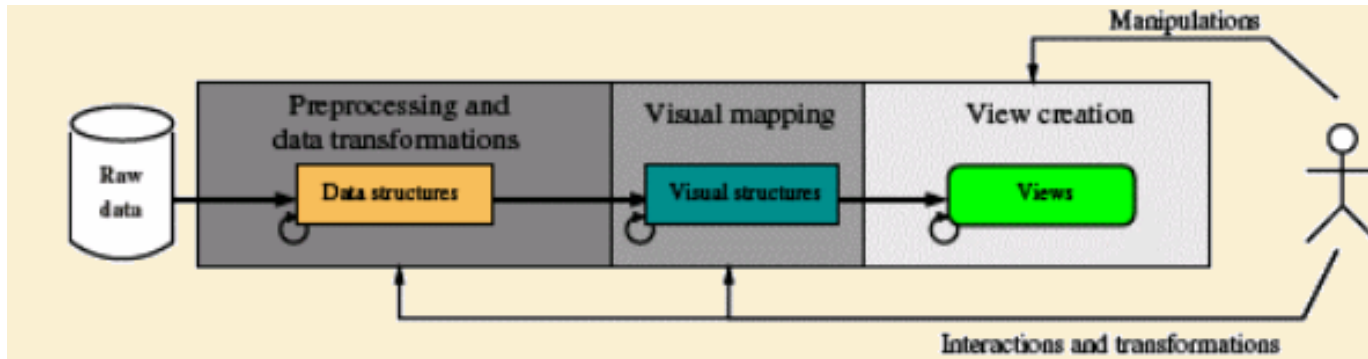 Manipulations
Preprocessing and
data transformations
Visual mapping
View creation
Raw
data
Data structures
Visual structures
Views
Interactions and transformations